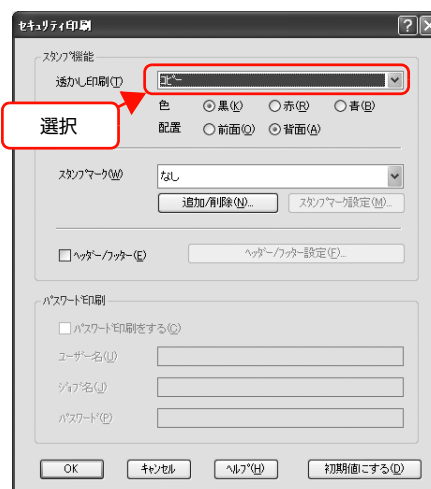 セキュリティ印刷
スタンプ機能
透かし印刷(T) コピー
色 黒(K) 赤(R) 青(B)
選択
配置 前面(O) 背面(A)
スタンプマーク(W) なし
追加/削除(N)... スタンプマーク設定(M)...
ヘッダー/フッター(E) ヘッダー/フッター設定(F)...
パスワード印刷
パスワード印刷をする(C)
ユーザー名(U)
ジョブ名(J)
パスワード(P)
OK キャンセル ヘルプ(H) 初期値にする(D)